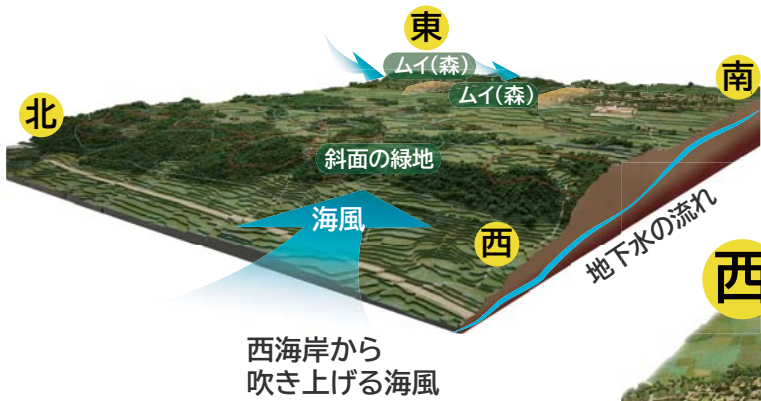 東
ムイ(森)
ムイ(森)
南
北
斜面の緑地
海風
西
地下水の流れ
西
西海岸から
吹き上げる海風